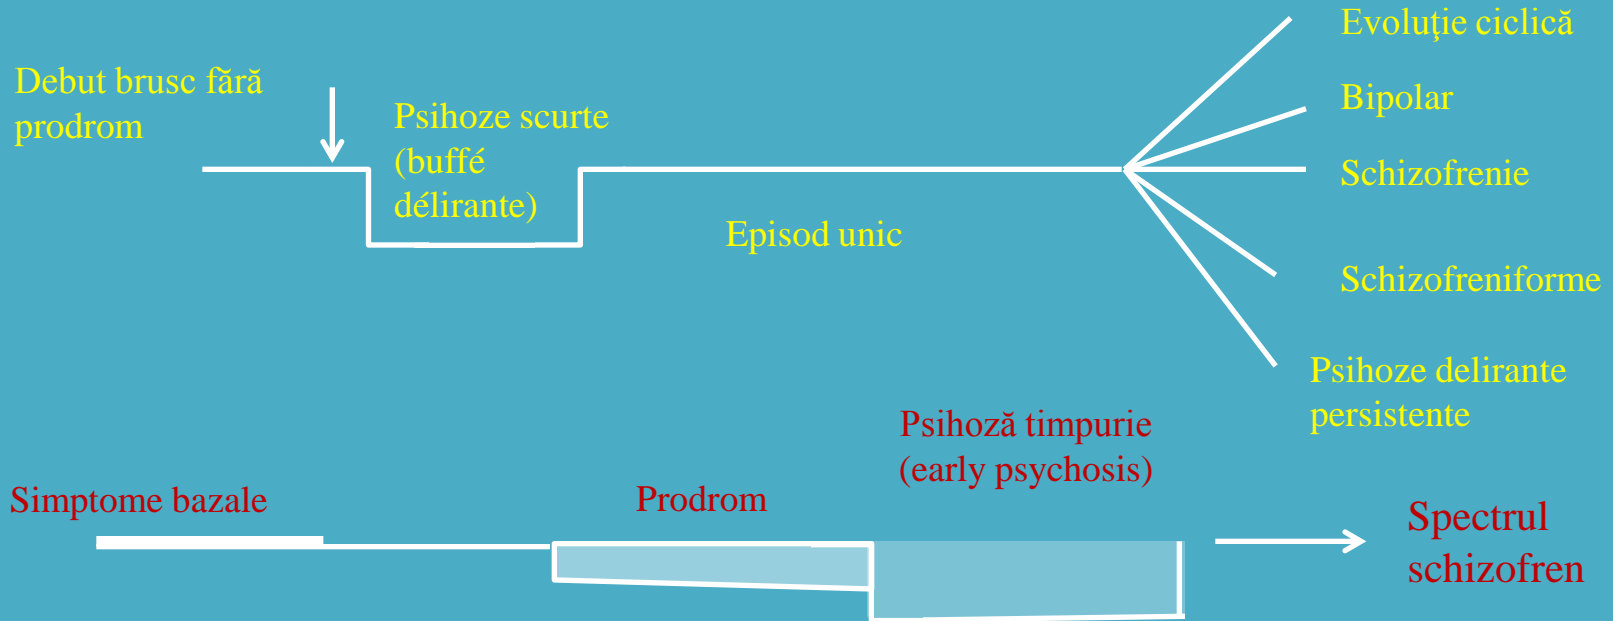 Evoluţie ciclică
Debut brusc fără
prodrom
Psihoze scurte
(buffé
délirante)
Bipolar
Schizofrenie
Episod unic
Schizofreniforme
Psihoze delirante
persistente
Psihoză timpurie
(early psychosis)
Simptome bazale
Prodrom
Spectrul
schizofren